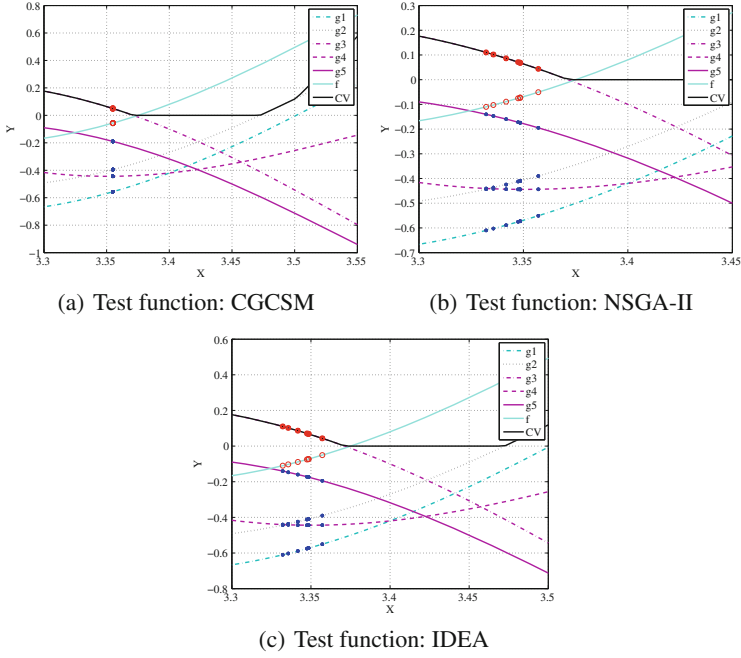 0.8
0.6
0.4
0.2
0
−0.2
−0.4
−0.6
−0.8
−1
Y
3.3 3.35 3.4 3.45 3.5 3.55
X
g1
g2
g3
g4
g5
f
CV
(a) Test function: CGCSM
0.3
0.2
0.1
0
−0.1
−0.2
−0.3
−0.4
−0.5
−0.6
0.7
Y
3.3 3.35 3.4 3.45
X
g1
g2
g3
g4
g5
f
CV
(b) Test function: NSGA-II
0.6
0.4
0.2
0
−0.2
−0.4
−0.6
−0.8
Y
3.3 3.35 3.4 3.45 3.5
X
g1
g2
g3
g4
g5
f
CV
(c) Test function: IDEA